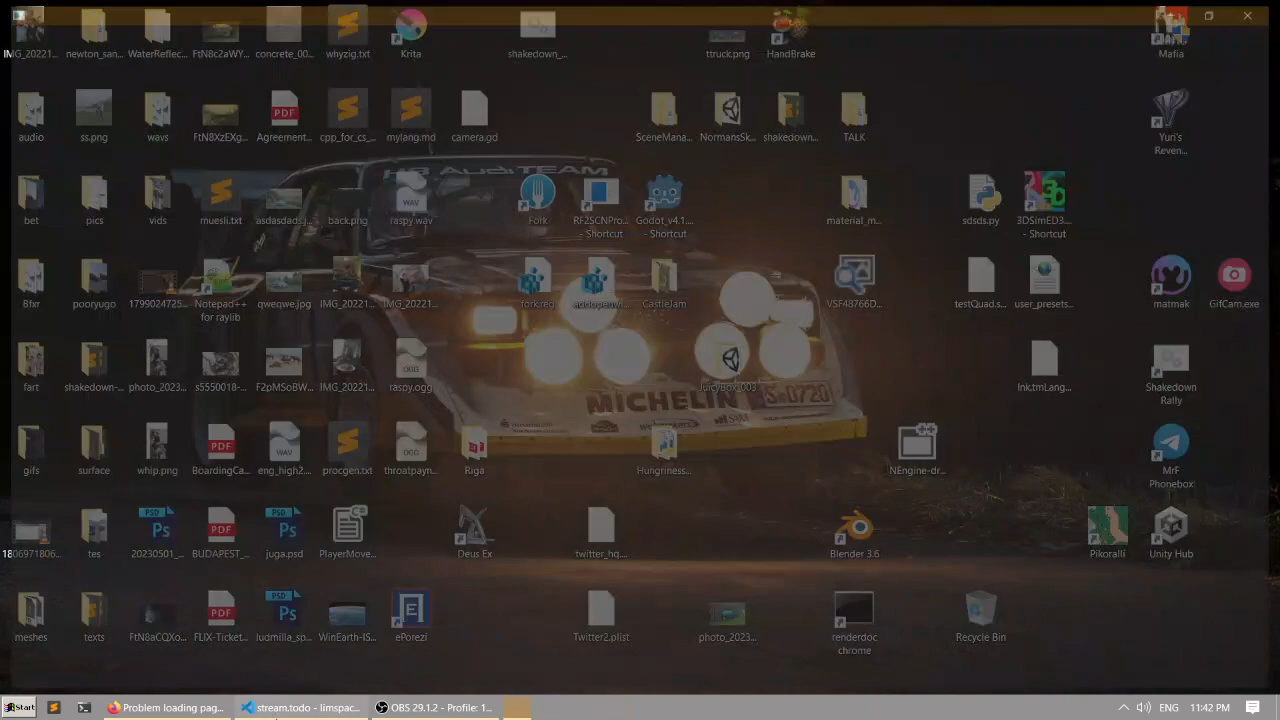 IMG_20221...
newton_san...
WaterReflec...
FtN8c2aWY...
concrete_00...
whyzig.txt
Krita
shakedown_...
ttruck.png
HandBrake
Mafia
audio
ss.png
wavs
FtN8XzEXg...
Agreement...
cpp_for_cs_...
mylang.md
camera.gd
SceneMana...
NormansSk...
shakedown...
TALK
Yuri's
Reven...
HB Audi TEAM
bet
pics
vids
muesli.txt
asdasdads.j...
back.png
raspy.wav
Fork
RF2SCNPro...
- Shortcut
Godot_v4.1...
- Shortcut
material_m...
sdsds.py
3DSimED3...
- Shortcut
Bfxr
pooryugo
1799024725...
Notepad++
for raylib
qweqwe.jpg
IMG_20221...
IMG_20221...
fork.reg
CastleJam
VSF48766D...
testQuad.s...
user_presets...
matmak
GifCam.exe
fart
shakedown-...
photo_2023...
s5550018-...
F2pMSoBW...
IMG_20221...
raspy.ogg
JuicyBox_003
lnk.tmLang...
Shakedown
Rally
MICHELIN
gifs
surface
whip.png
BoardingCa...
eng_high2...
procgen.txt
throatpayn...
Riga
Hungriness...
NEngine-dr...
MrF
Phonebox
1806971806...
tes
20230501_...
BUDAPEST_...
juga.psd
PlayerMove...
Deus Ex
twitter_hq....
Blender 3.6
Pikoralli
Unity Hub
meshes
texts
FtN8aCQXo...
FLIX-Ticket...
ludmilla_sp...
WinEarth-IS...
ePorezi
Twitter2.plist
photo_2023...
renderdoc
chrome
Recycle Bin
Start
Problem loading pag...
stream.todo - limspac...
OBS 29.1.2 - Profile: 1...
ENG
11:42 PM